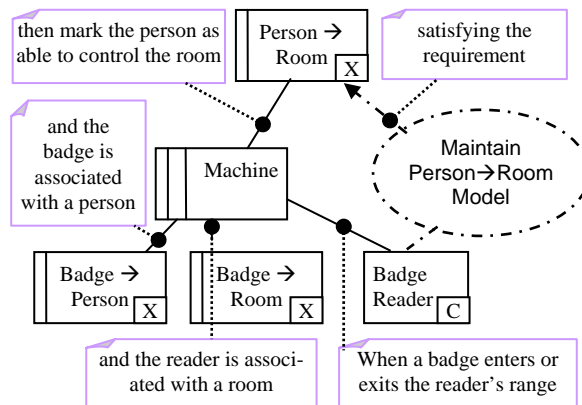 then mark the person as
able to control the room
Person →
Room
X
satisfying the
requirement
and the
badge is
associated
with a person
Machine
Maintain
Person→Room
Model
Badge →
Person
X
Badge →
Room
X
Badge
Reader
C
and the reader is associ-
ated with a room
When a badge enters or
exits the reader's range